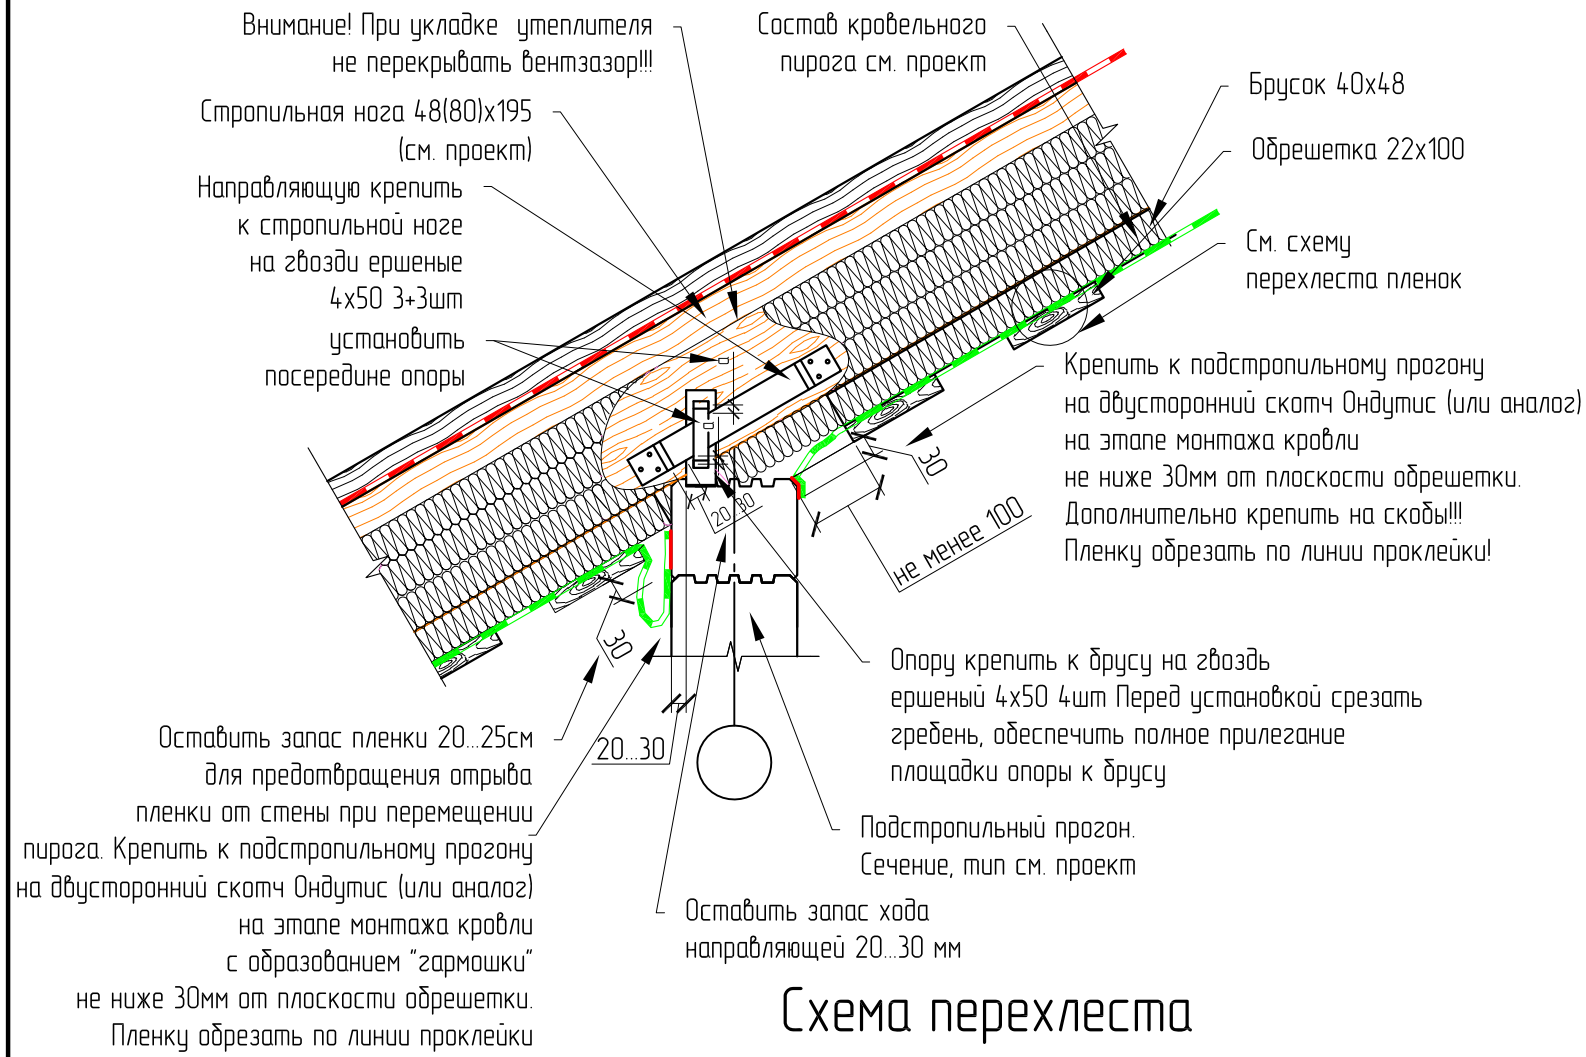 Внимание! При укладке утеплителя
не перекрывать вентзазор!!!
Стропильная нога 48(80)х195
(см. проект)
Направляющую крепить
к стропильной ноге
на гвозди ершеные
4х50 3+3шт
установить
посередине опоры
Состав кровельного
пирога см. проект
Брусок 40х48
Обрешетка 22х100
См. схему
перехлеста пленок
Крепить к подстропильному прогону
на двусторонний скотч Ондутис (или аналог)
на этапе монтажа кровли
не ниже 30мм от плоскости обрешетки.
Дополнительно крепить на скобы!!!
Пленку обрезать по линии проклейки!
30
не менее 100
20...30
30
20...30
Опору крепить к брусу на гвоздь
ершеный 4х50 4шт Перед установкой срезать
гребень, обеспечить полное прилегание
площадки опоры к брусу
Оставить запас пленки 20...25см
для предотвращения отрыва
пленки от стены при перемещении
пирога. Крепить к подстропильному прогону
на двусторонний скотч Ондутис (или аналог)
на этапе монтажа кровли
с образованием "гармошки"
не ниже 30мм от плоскости обрешетки.
Пленку обрезать по линии проклейки
Подстропильный прогон.
Сечение, тип см. проект
Оставить запас хода
направляющей 20...30 мм
Схема перехлеста